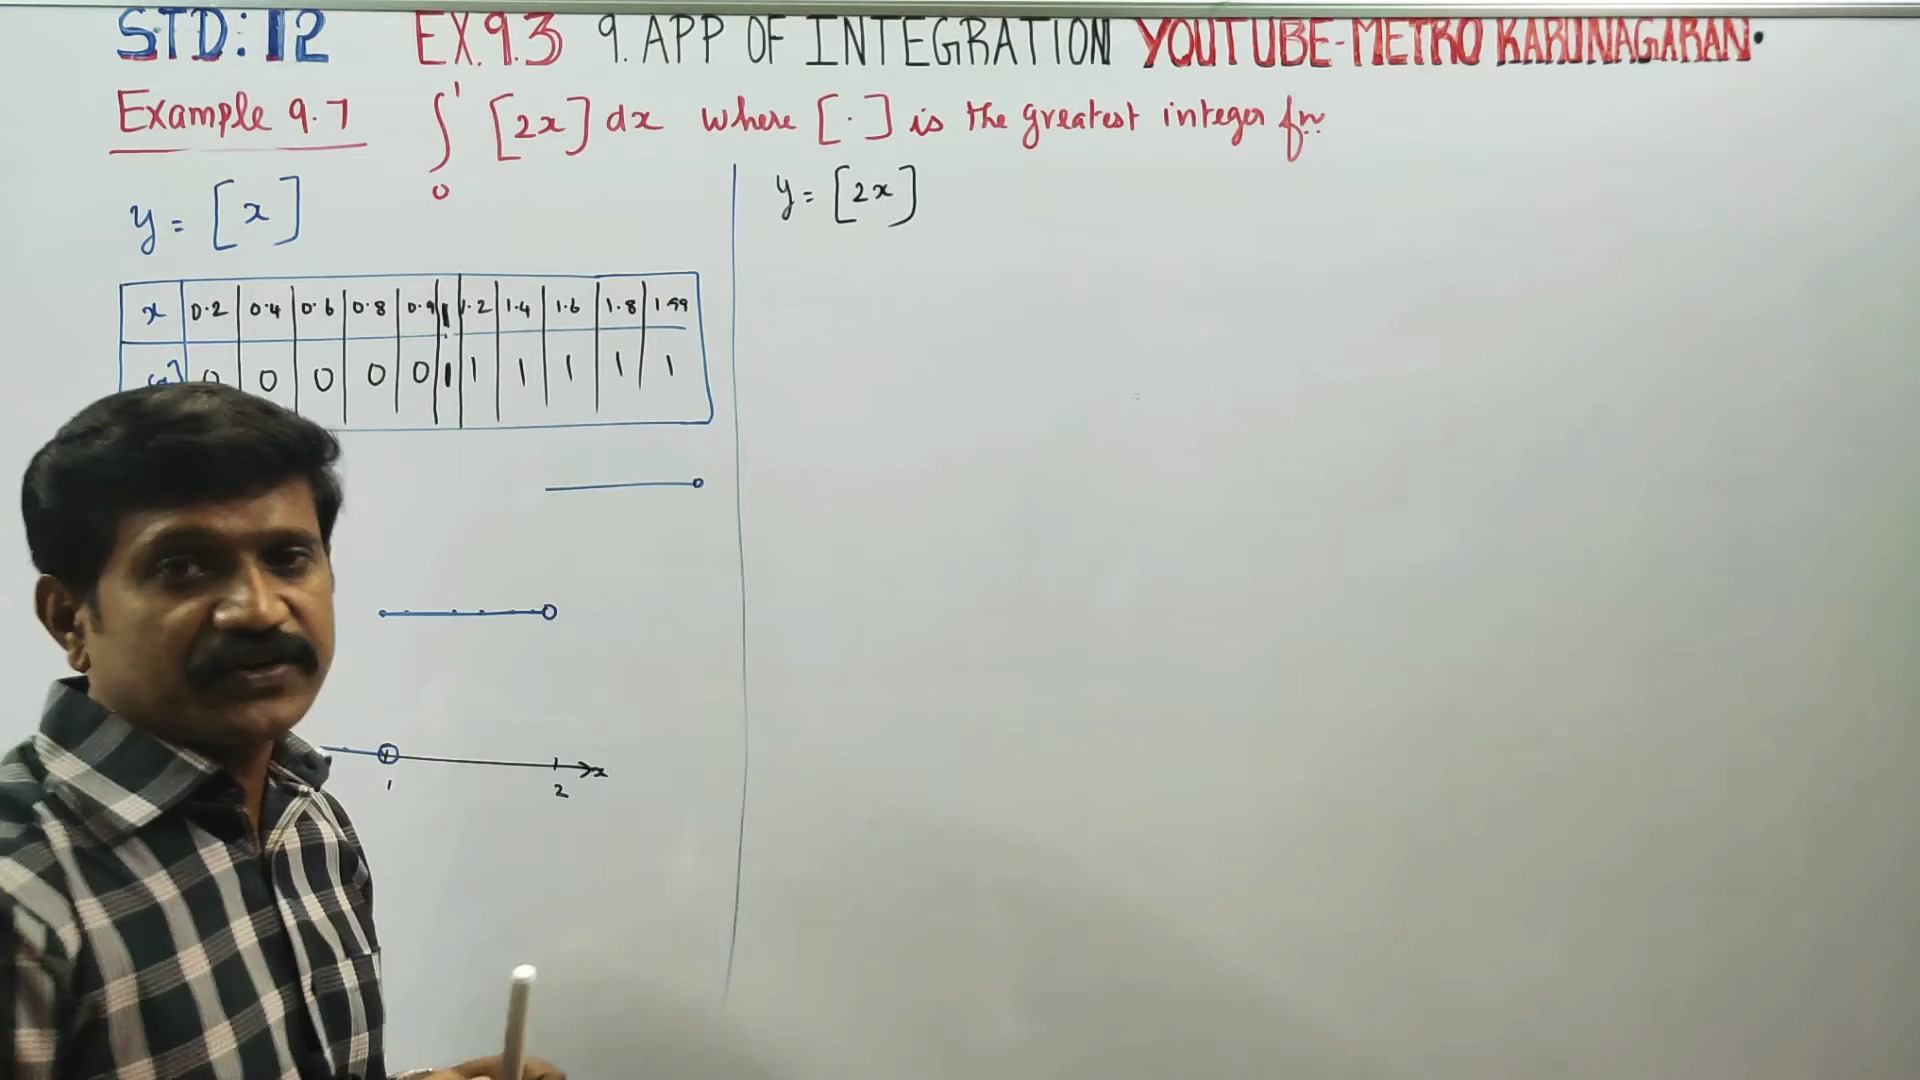 STD: 12 EX.9.3 9. APP OF INTEGRATION YOUTUBE-METRO KARUNAGARAN.
Example 9.7 ∫₀¹ [2x] dx where [·] is the greatest integer fn
y = [x]
x 0.2 0.4 0.6 0.8 0.9 1 1.2 1.4 1.6 1.8 1.99
[x] 0 0 0 0 0 1 1 1 1 1 1
x
1 2
y = [2x]